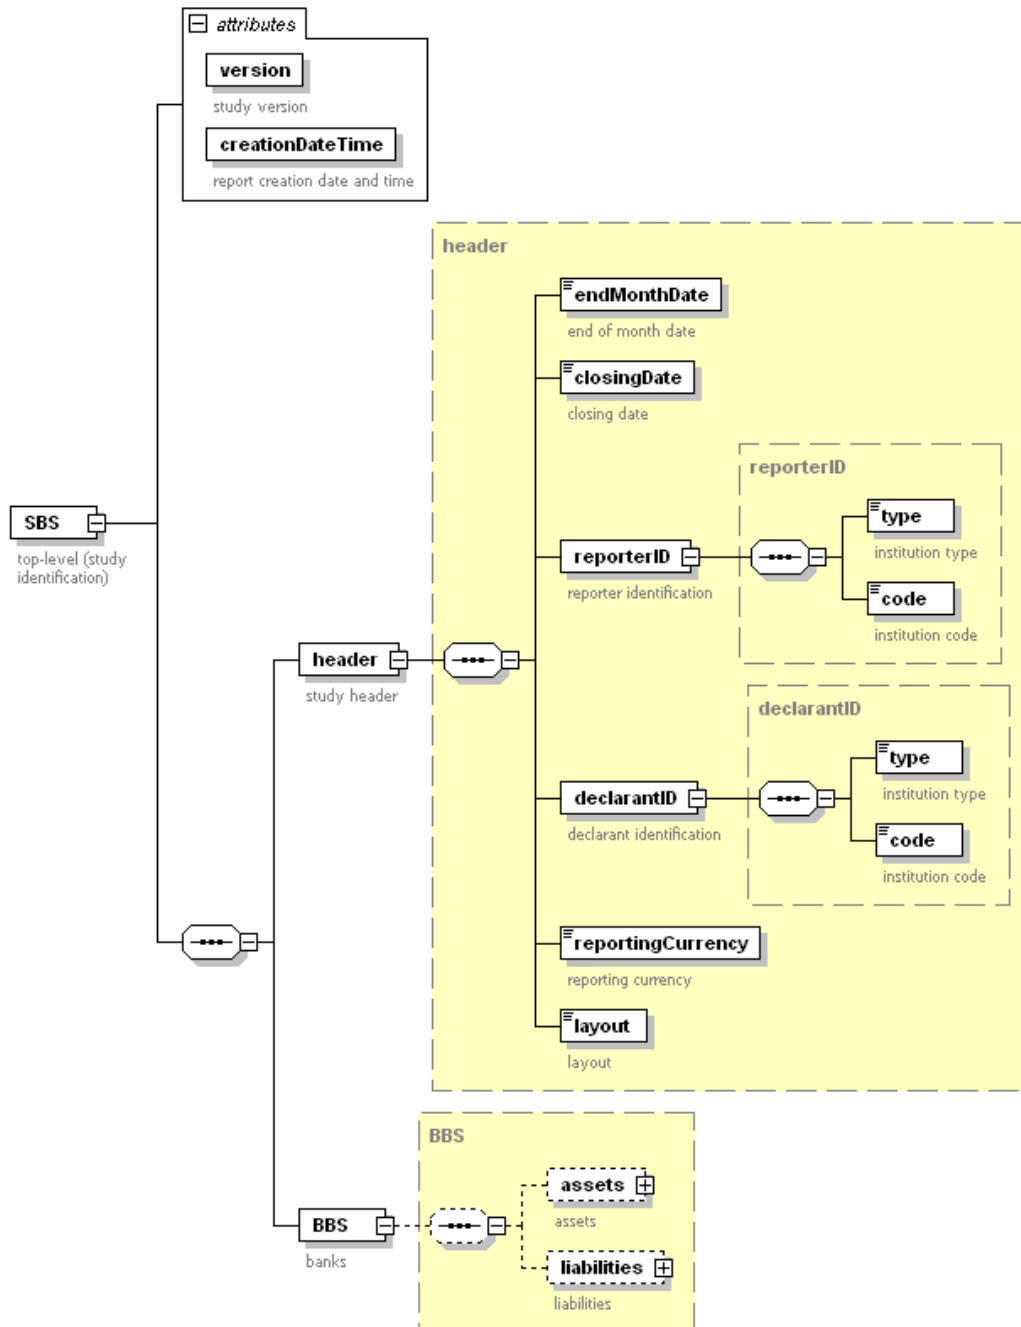 attributes
version
study version
creationDateTime
report creation date and time
header
endMonthDate
end of month date
closingDate
closing date
reporterID
type
institution type
code
institution code
reporterID
reporter identification
SBS
top-level (study
identification)
header
study header
declarantID
type
institution type
code
institution code
declarantID
declarant identification
reportingCurrency
reporting currency
layout
layout
BBS
assets
assets
liabilities
liabilities
BBS
banks